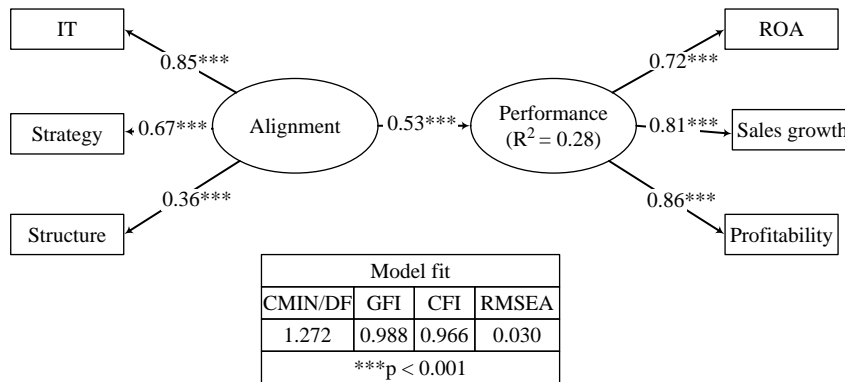 IT
ROA
0.85***
0.72***
Strategy
0.67***
Alignment
0.53***
Performance
(R² = 0.28)
0.81***
Sales growth
0.36***
0.86***
Structure
Profitability
Model fit
CMIN/DF GFI CFI RMSEA
1.272 0.988 0.966 0.030
***p < 0.001